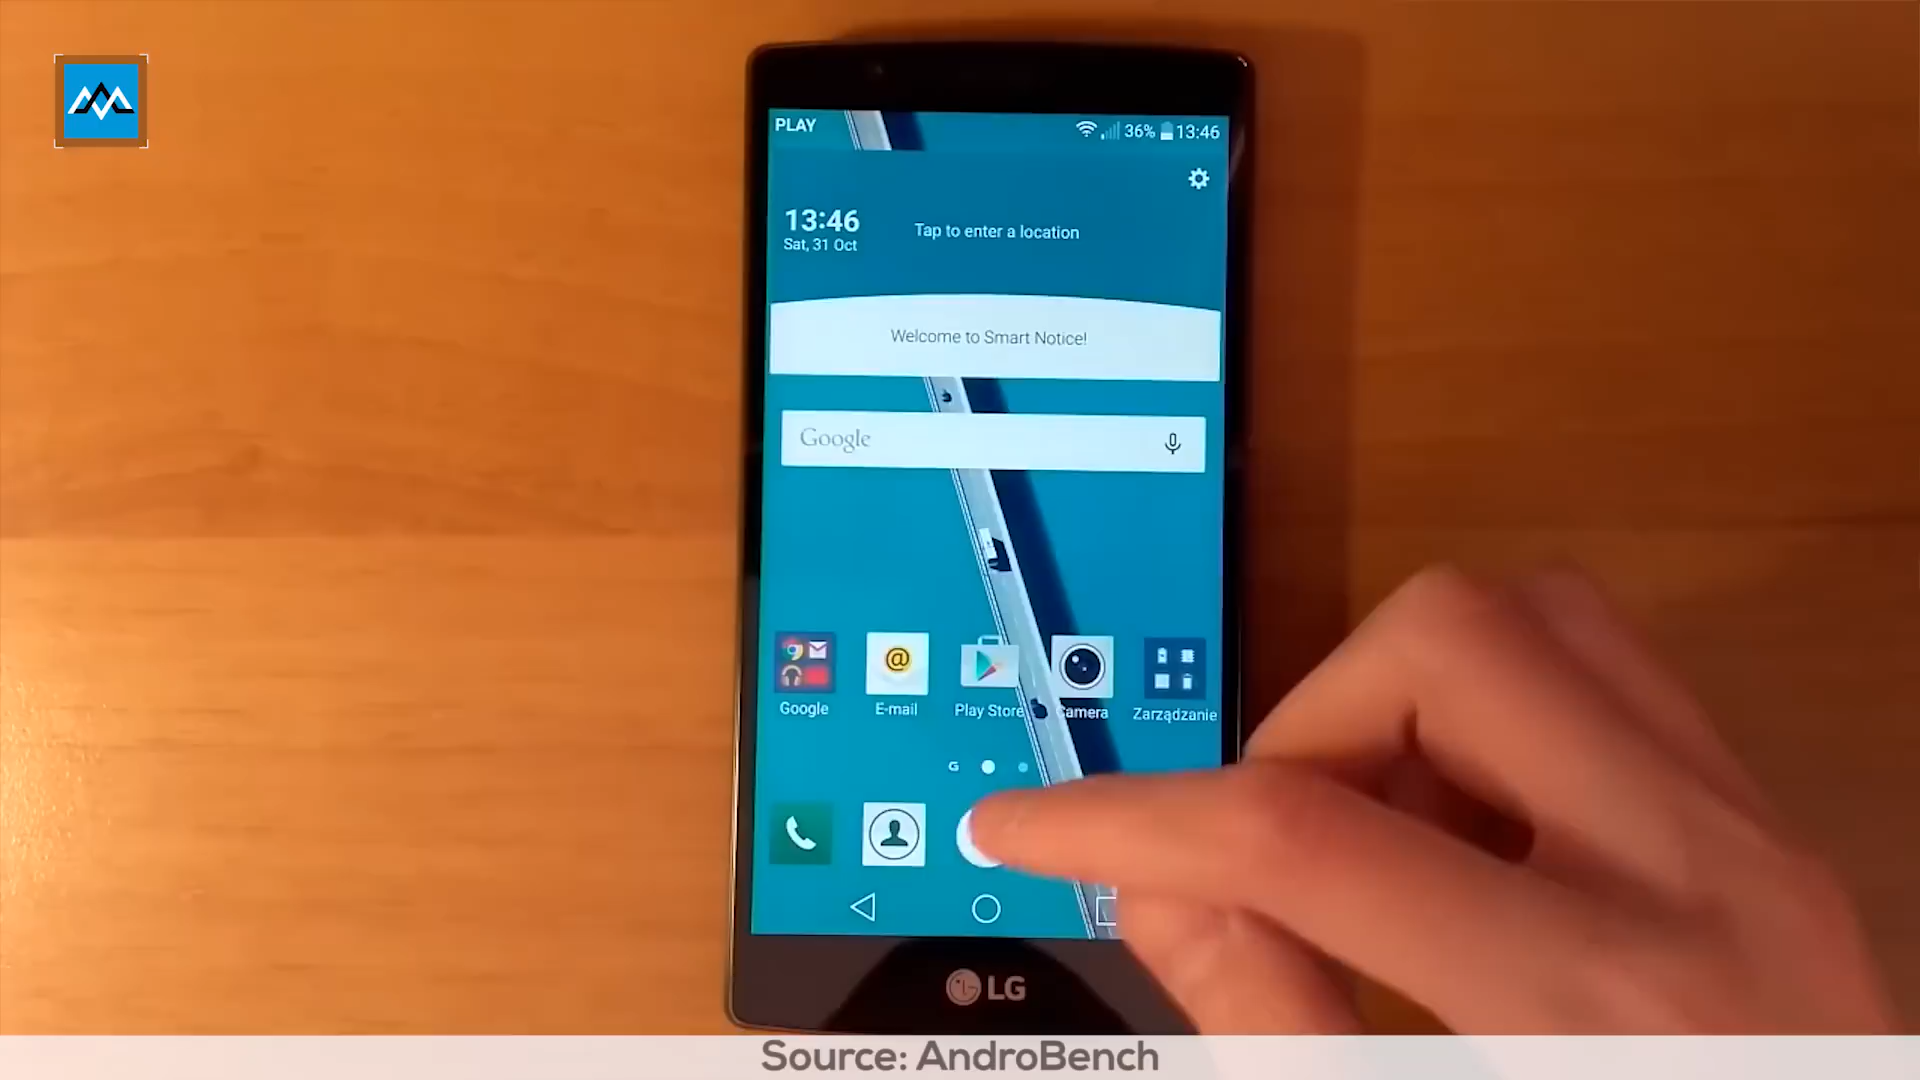 PLAY
36% 13:46
13:46
Sat, 31 Oct
Tap to enter a location
Welcome to Smart Notice!
Google
Google
E-mail
Play Store
Camera
Zarządzanie
G
LG
Source: AndroBench